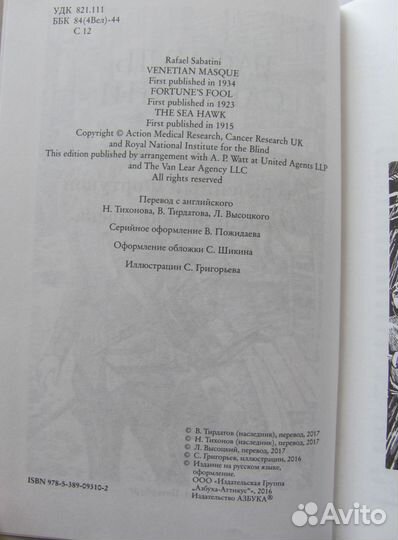 УДК 821.111
ББК 84(4Вел)-44
С 12
Rafael Sabatini
VENETIAN MASQUE
First published in 1934
FORTUNE'S FOOL
First published in 1923
THE SEA HAWK
First published in 1915
Copyright © Action Medical Research, Cancer Research UK
and Royal National Institute for the Blind
This edition published by arrangement with A. P. Watt at United Agents LLP
and The Van Lear Agency LLC
All rights reserved
Перевод с английского
Н. Тихонова, В. Тирдатова, Л. Высоцкого
Серийное оформление В. Пожидаева
Оформление обложки С. Шикина
Иллюстрации С. Григорьева
© В. Тирдатов (наследник), перевод, 2017
© Н. Тихонов (наследник), перевод, 2017
© Л. Высоцкий, перевод, 2017
© С. Григорьев, иллюстрации, 2016
© Издание на русском языке,
оформление.
ООО «Издательская Группа
„Азбука-Аттикус“», 2016
Издательство АЗБУКА®
ISBN 978-5-389-09310-2
Avito